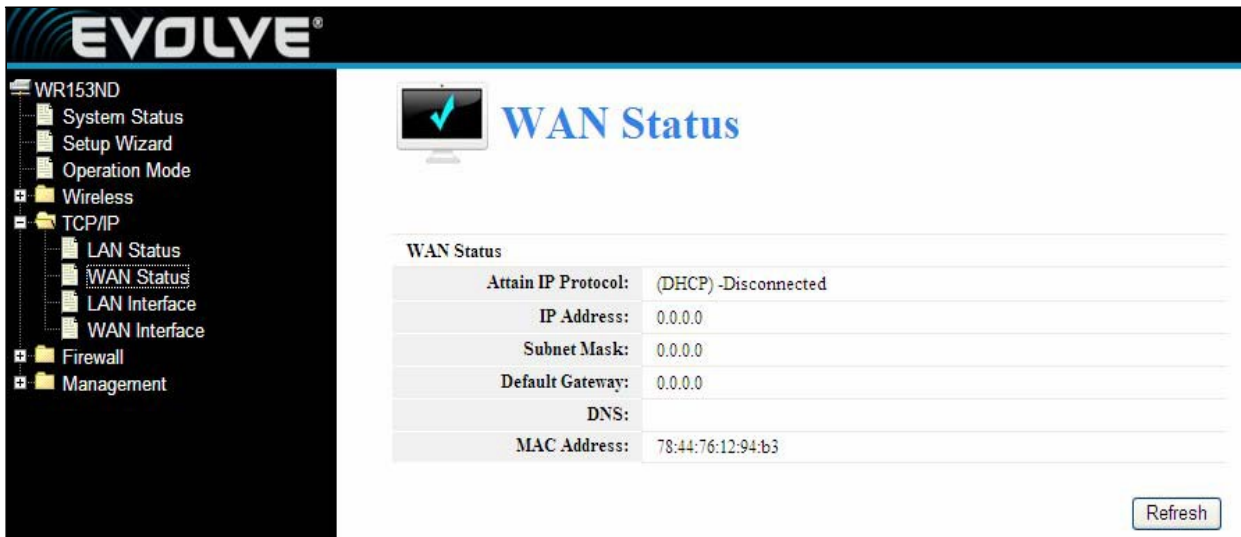 EVOLVE®
WR153ND
System Status
Setup Wizard
Operation Mode
Wireless
TCP/IP
LAN Status
WAN Status
LAN Interface
WAN Interface
Firewall
Management
WAN Status
WAN Status
Attain IP Protocol: (DHCP) -Disconnected
IP Address: 0.0.0.0
Subnet Mask: 0.0.0.0
Default Gateway: 0.0.0.0
DNS:
MAC Address: 78:44:76:12:94:b3
Refresh